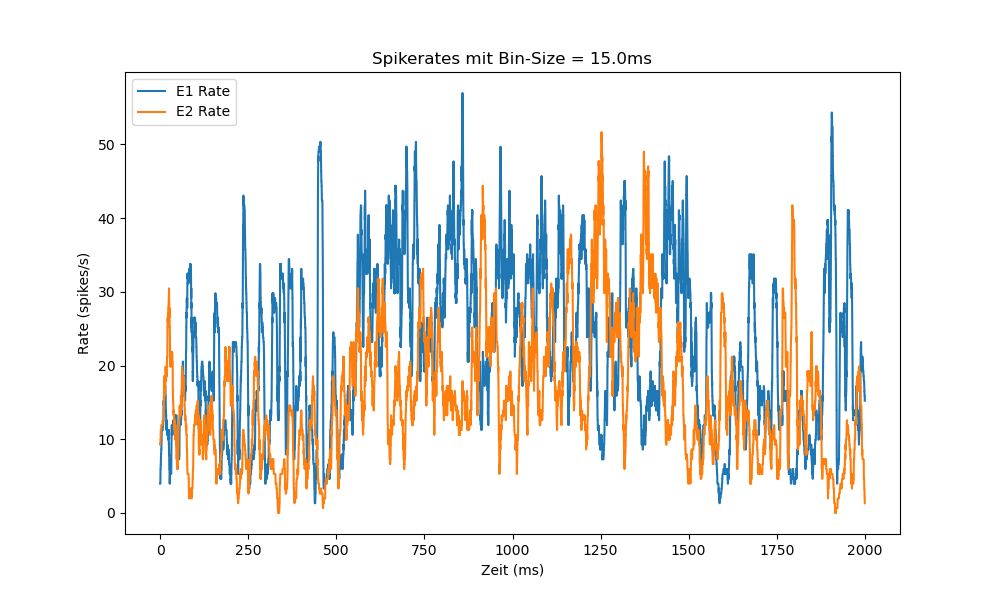 Spikerates mit Bin-Size = 15.0ms
E1 Rate
E2 Rate
Rate (spikes/s)
50
40
30
20
10
0
0 250 500 750 1000 1250 1500 1750 2000
Zeit (ms)